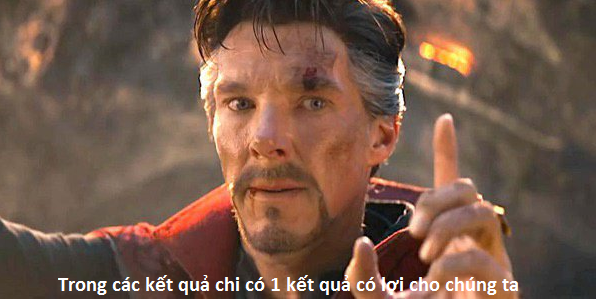 Trong các kết quả chỉ có 1 kết quả có lợi cho chúng ta